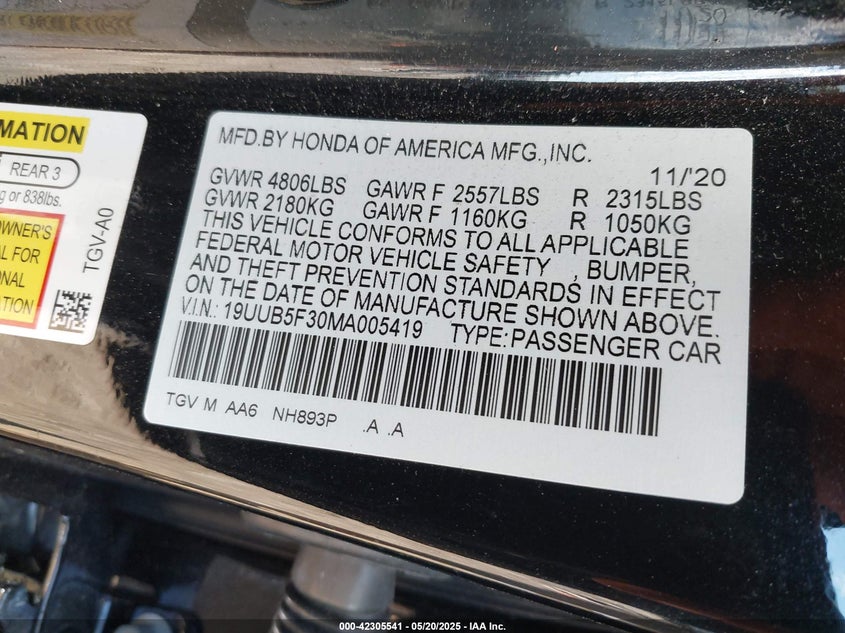 MATION
REAR 3
g or 838lbs.
OWNER'S
AL FOR
ONAL
ATION
TGV-A0
MFD.BY HONDA OF AMERICA MFG.,INC.
11/'20
GVWR 4806LBS GAWR F 2557LBS R 2315LBS
GVWR 2180KG GAWR F 1160KG R 1050KG
THIS VEHICLE CONFORMS TO ALL APPLICABLE
FEDERAL MOTOR VEHICLE SAFETY , BUMPER,
AND THEFT PREVENTION STANDARDS IN EFFECT
ON THE DATE OF MANUFACTURE SHOWN ABOVE.
V.I.N.: 19UUB5F30MA005419 TYPE:PASSENGER CAR
TGV M AA6 NH893P .A .A
000-42305541 - 05/20/2025 - IAA Inc.